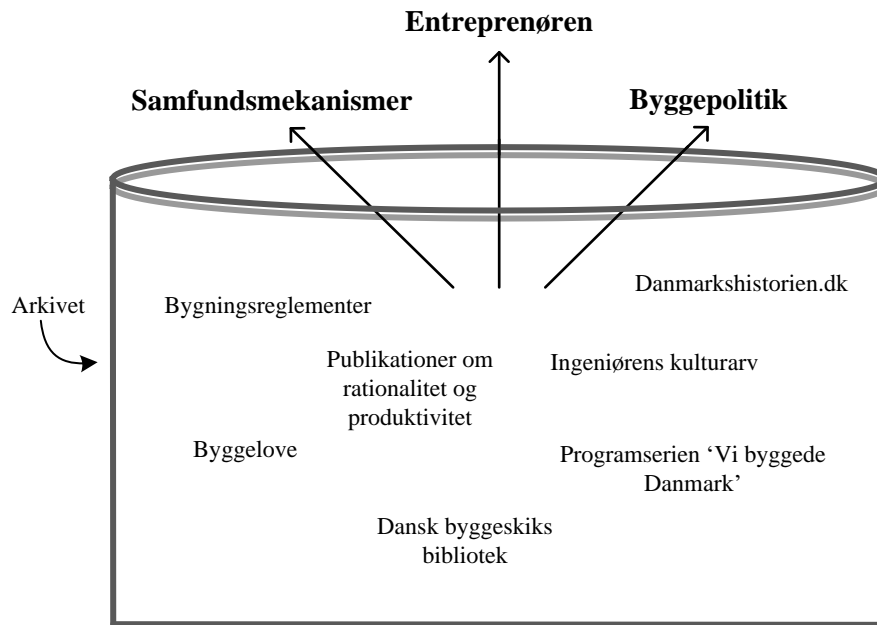 Entreprenøren
Samfundsmekanismer
Byggepolitik
Danmarkshistorien.dk
Arkivet
Bygningsreglementer
Publikationer om
rationalitet og
produktivitet
Ingeniørens kulturarv
Byggelove
Programserien ‘Vi byggede
Danmark’
Dansk byggeskiks
bibliotek